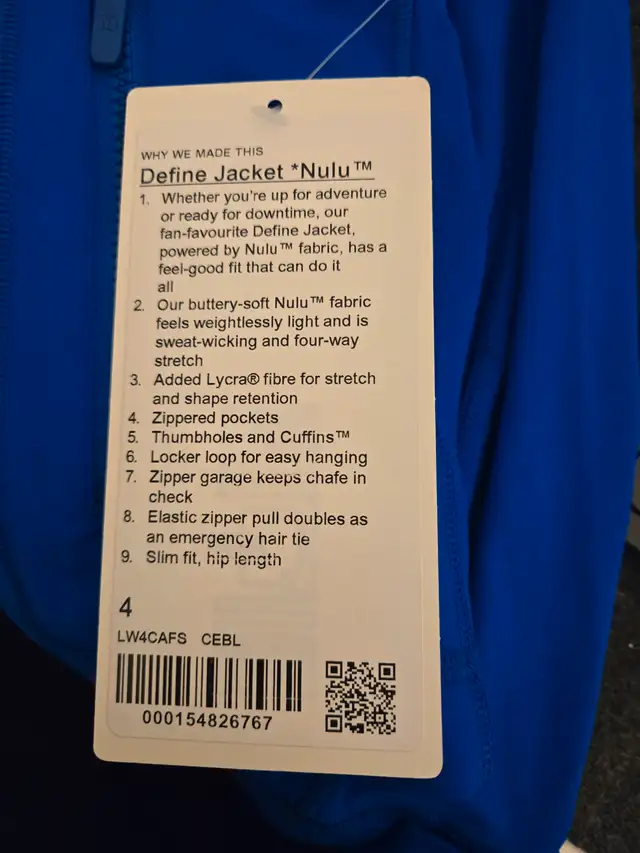 WHY WE MADE THIS
Define Jacket *Nulu™
1. Whether you're up for adventure
or ready for downtime, our
fan-favourite Define Jacket,
powered by Nulu™ fabric, has a
feel-good fit that can do it
all
2. Our buttery-soft Nulu™ fabric
feels weightlessly light and is
sweat-wicking and four-way
stretch
3. Added Lycra® fibre for stretch
and shape retention
4. Zippered pockets
5. Thumbholes and Cuffins™
6. Locker loop for easy hanging
7. Zipper garage keeps chafe in
check
8. Elastic zipper pull doubles as
an emergency hair tie
9. Slim fit, hip length
4
LW4CAFS CEBL
000154826767